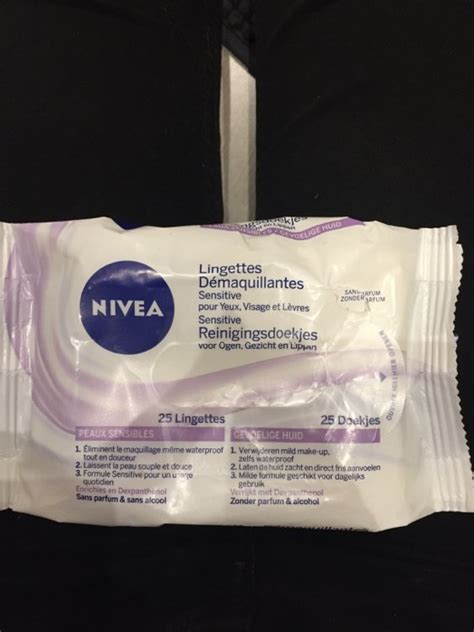 GEVOELIGE HUID
NIVEA
Lingettes
Démaquillantes
Sensitive
pour Yeux, Visage et Lèvres
Sensitive
Reinigingsdoekjes
voor Ogen, Gezicht en Lippen
SANS PARFUM
ZONDER PARFUM
25 Lingettes
25 Doekjes
PEAUX SENSIBLES
1. Éliminent le maquillage même waterproof
tout en douceur
2. Laissent la peau souple et douce
3. Formule Sensitive pour un usage
quotidien
Enrichies en Dexpanthenol
Sans parfum & sans alcool
GEVOELIGE HUID
1. Verwijderen mild make-up,
zelfs waterproof
2. Laten de huid zacht en direct fris aanvoelen
3. Milde formule geschikt voor dagelijks
gebruik
Verrijkt met Dexpanthenol
Zonder parfum & alcohol